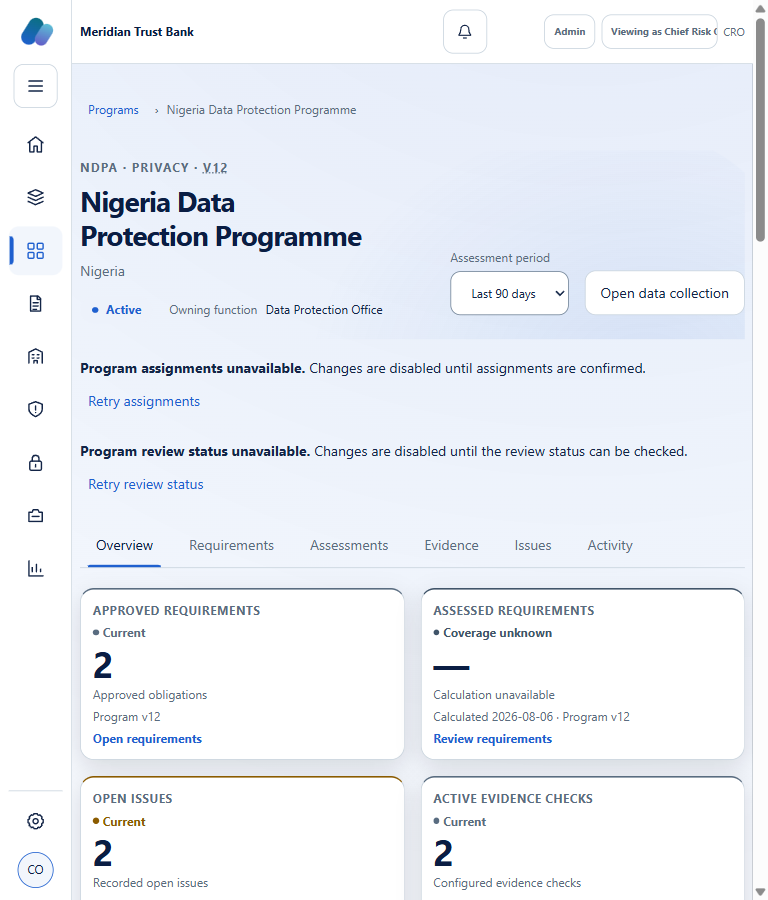 Meridian Trust Bank
Admin
Viewing as Chief Risk
CRO
Programs › Nigeria Data Protection Programme
NDPA · PRIVACY · V12
Nigeria Data
Protection Programme
Nigeria
Active
Owning function Data Protection Office
Assessment period
Last 90 days
Open data collection
Program assignments unavailable. Changes are disabled until assignments are confirmed.
Retry assignments
Program review status unavailable. Changes are disabled until the review status can be checked.
Retry review status
Overview Requirements Assessments Evidence Issues Activity
APPROVED REQUIREMENTS
Current
2
Approved obligations
Program v12
Open requirements
ASSESSED REQUIREMENTS
Coverage unknown
—
Calculation unavailable
Calculated 2026-08-06 · Program v12
Review requirements
OPEN ISSUES
Current
2
Recorded open issues
ACTIVE EVIDENCE CHECKS
Current
2
Configured evidence checks
CO